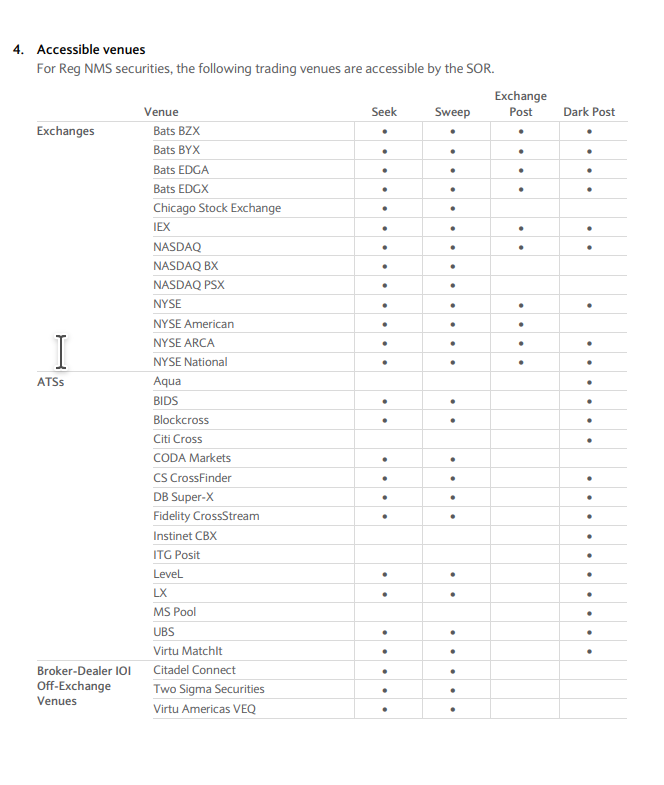 4. Accessible venues
For Reg NMS securities, the following trading venues are accessible by the SOR.
Venue Seek Sweep Exchange Post Dark Post
Exchanges Bats BZX • • • •
Bats BYX • • • •
Bats EDGA • • • •
Bats EDGX • • • •
Chicago Stock Exchange • •
IEX • • • •
NASDAQ • • • •
NASDAQ BX • •
NASDAQ PSX • •
NYSE • • • •
NYSE American • • •
NYSE ARCA • • • •
NYSE National • • • •
ATSs Aqua •
BIDS • • •
Blockcross • • •
Citi Cross •
CODA Markets • •
CS CrossFinder • • •
DB Super-X • • •
Fidelity CrossStream • • •
Instinet CBX •
ITG Posit •
LeveL • • •
LX • • •
MS Pool •
UBS • • •
Virtu MatchIt • • •
Broker-Dealer IOI Citadel Connect • •
Off-Exchange Two Sigma Securities • •
Venues Virtu Americas VEQ • •